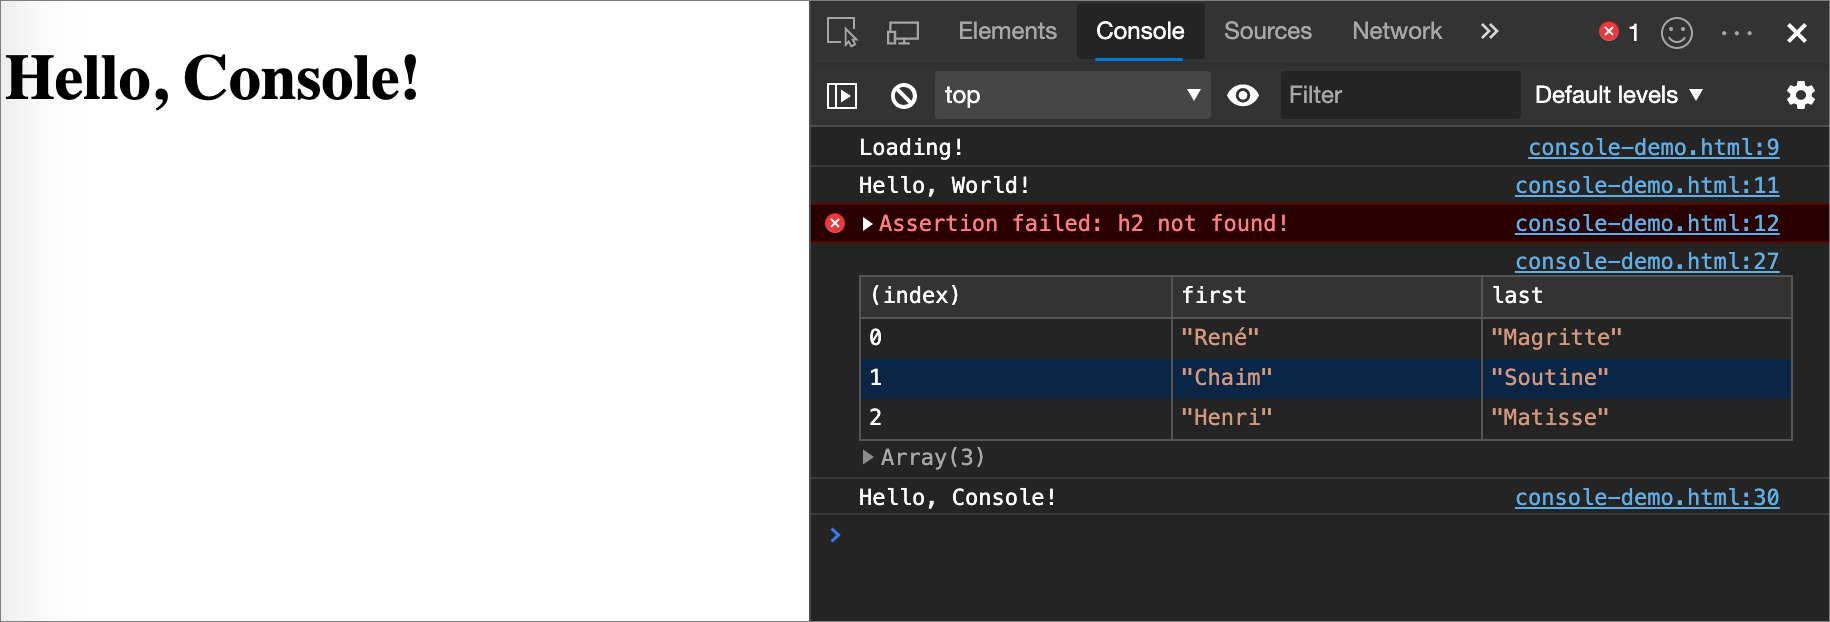 Hello, Console!
Elements Console Sources Network 1
top Filter Default levels
Loading! console-demo.html:9
Hello, World! console-demo.html:11
Assertion failed: h2 not found! console-demo.html:12
console-demo.html:27
(index) first last
0 "René" "Magritte"
1 "Chaim" "Soutine"
2 "Henri" "Matisse"
Array(3)
Hello, Console! console-demo.html:30